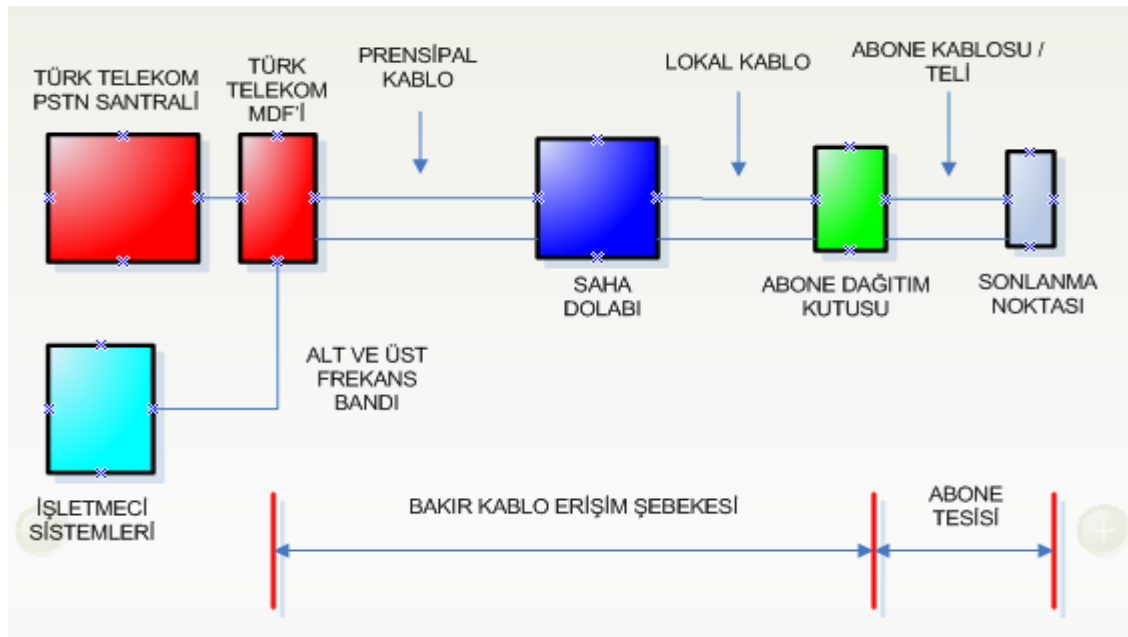 TÜRK TELEKOM
PSTN SANTRALİ
TÜRK
TELEKOM
MDF'İ
PRENSİPAL
KABLO
LOKAL KABLO
ABONE KABLOSU /
TELİ
SAHA
DOLABI
ABONE DAĞITIM
KUTUSU
SONLANMA
NOKTASI
ALT VE ÜST
FREKANS
BANDI
İŞLETMECİ
SİSTEMLERİ
BAKIR KABLO ERİŞİM ŞEBEKESİ
ABONE
TESİSİ